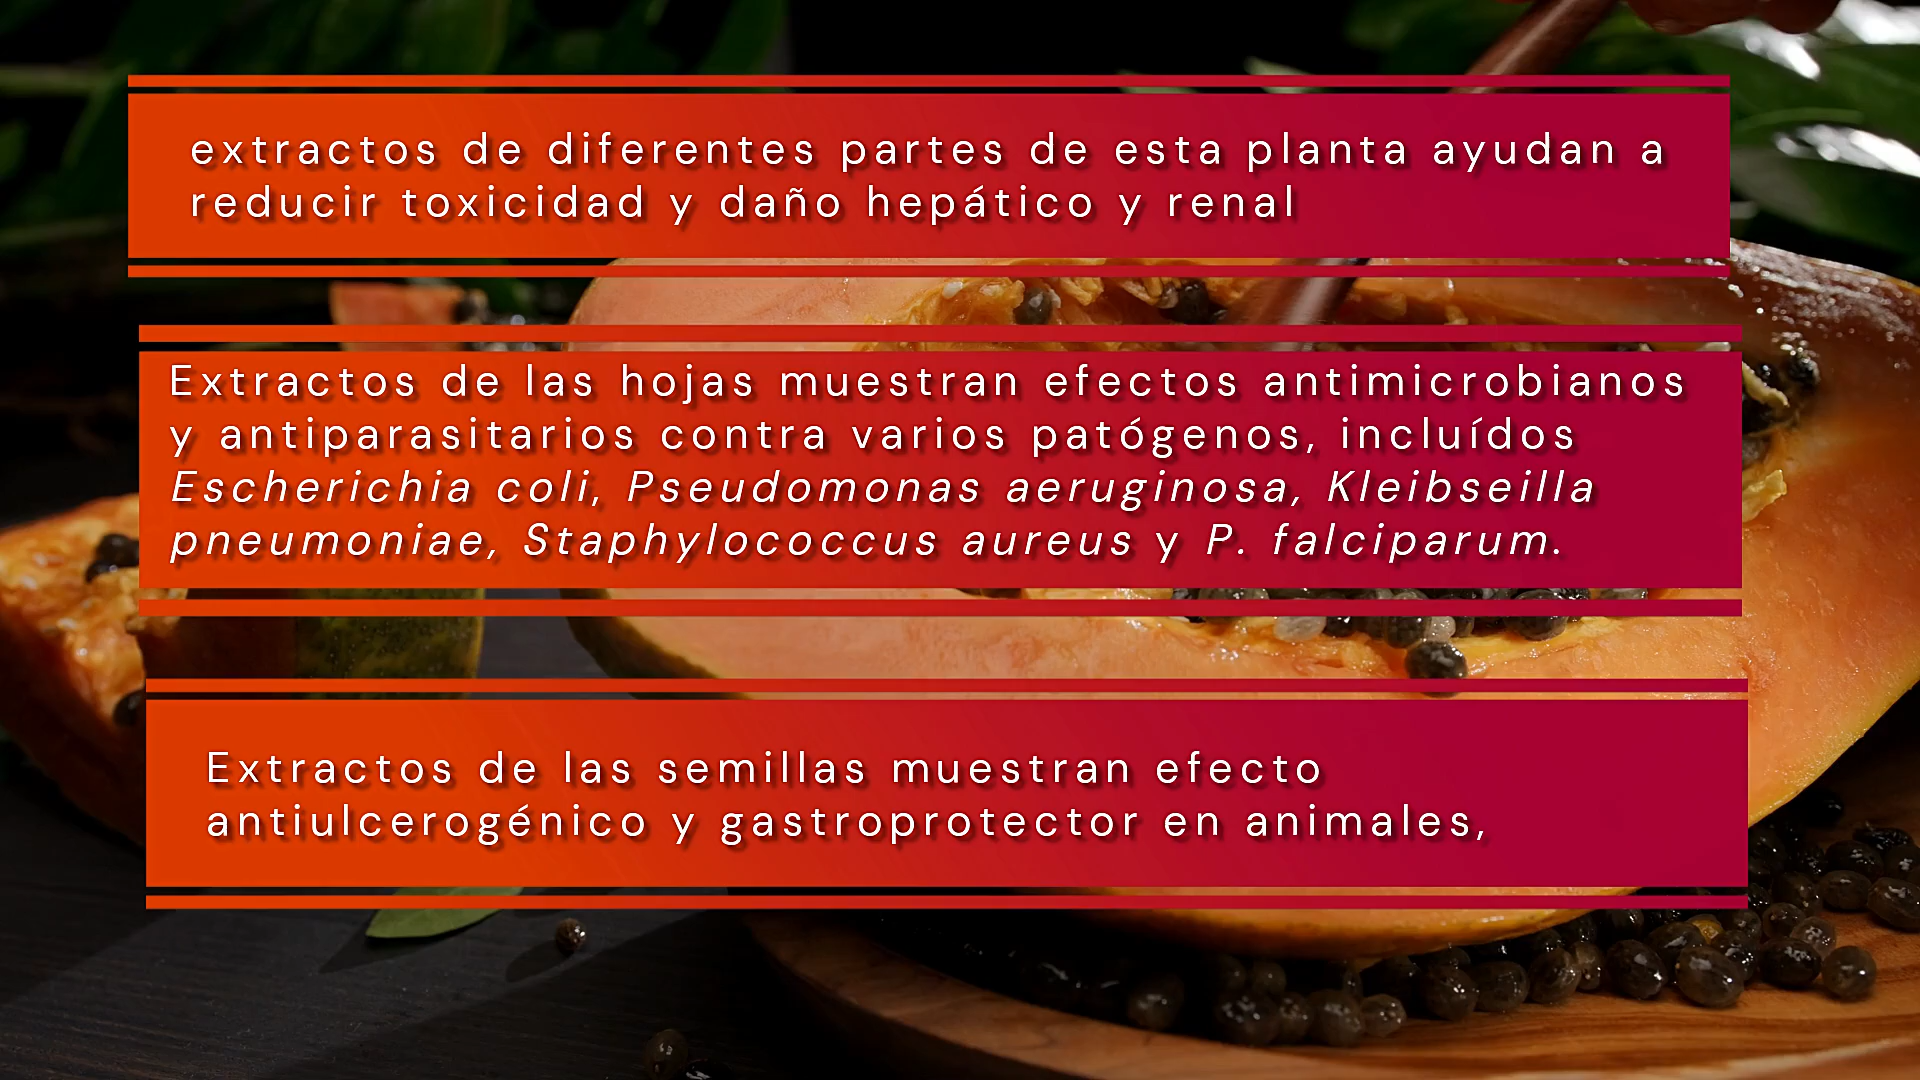 extractos de diferentes partes de esta planta ayudan a
reducir toxicidad y daño hepático y renal
Extractos de las hojas muestran efectos antimicrobianos
y antiparasitarios contra varios patógenos, incluídos
Escherichia coli, Pseudomonas aeruginosa, Kleibseilla
pneumoniae, Staphylococcus aureus y P. falciparum.
Extractos de las semillas muestran efecto
antiulcerogénico y gastroprotector en animales,